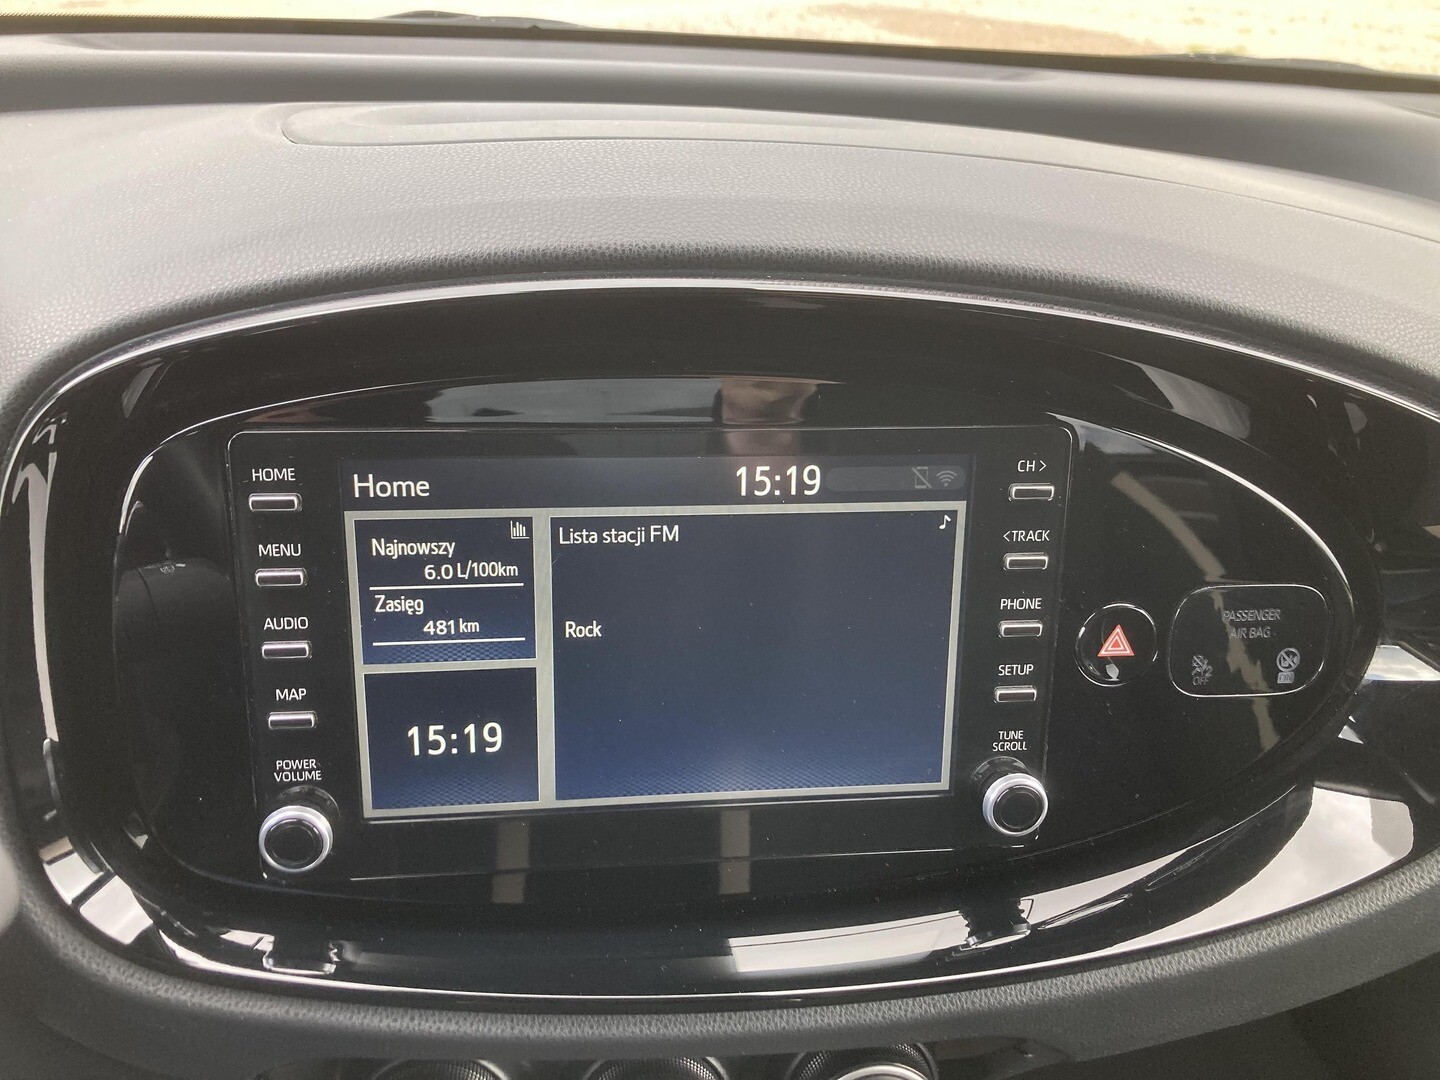 HOME
MENU
AUDIO
MAP
POWER
VOLUME
Home
15:19
Najnowszy
6.0 L/100km
Zasięg
481 km
15:19
Lista stacji FM
Rock
CH >
< TRACK
PHONE
SETUP
TUNE
SCROLL
PASSENGER
AIR BAG
OFF
ON